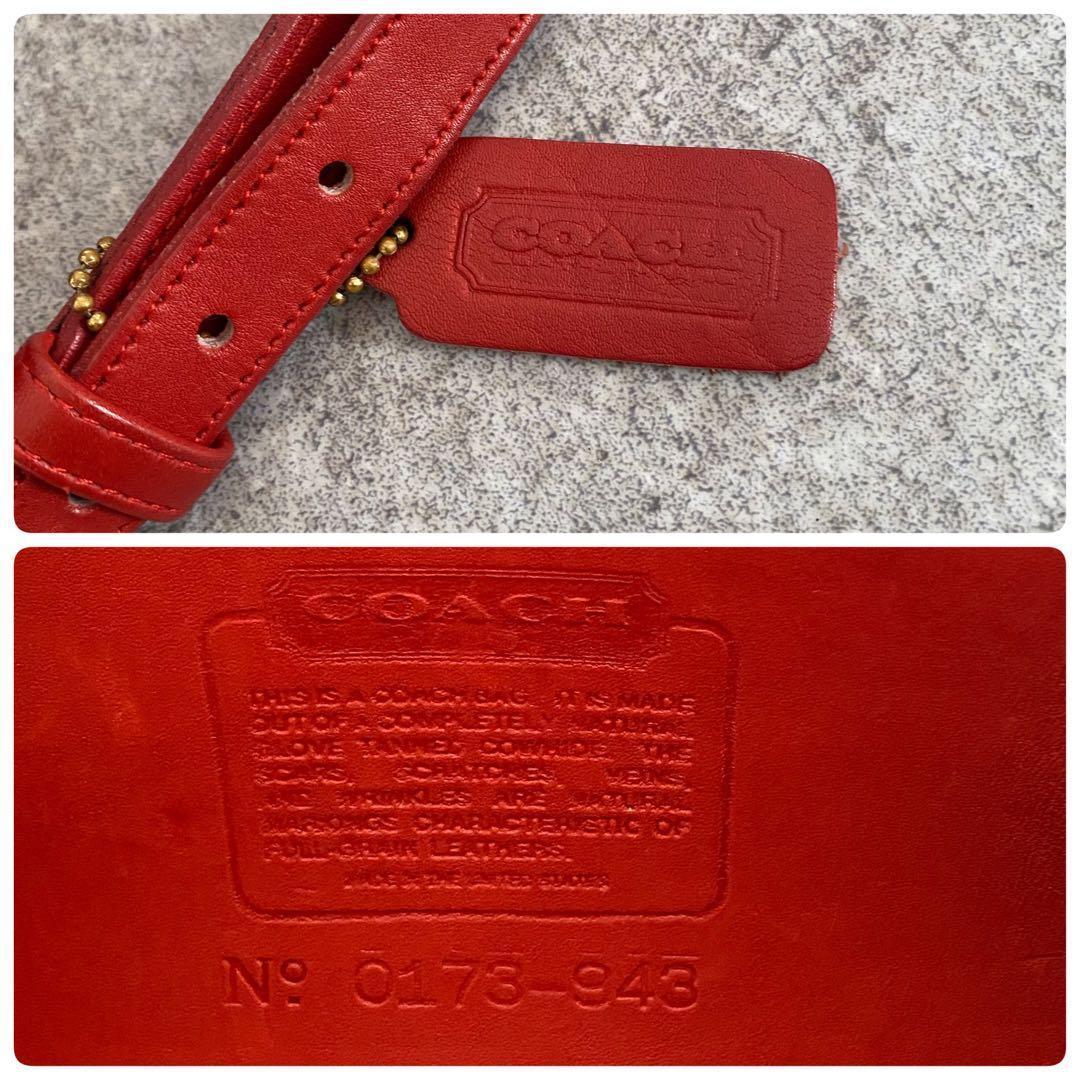 COACH
COACH
THIS IS A COACH BAG. IT IS MADE
OUT OF A COMPLETELY NATURAL
GLOVE TANNED COWHIDE. THE
SCARS, SCRATCHES, VEINS,
AND WRINKLES ARE NATURAL
MARKINGS CHARACTERISTIC OF
FULL-GRAIN LEATHERS.
MADE IN THE UNITED STATES
Nº 0173-943